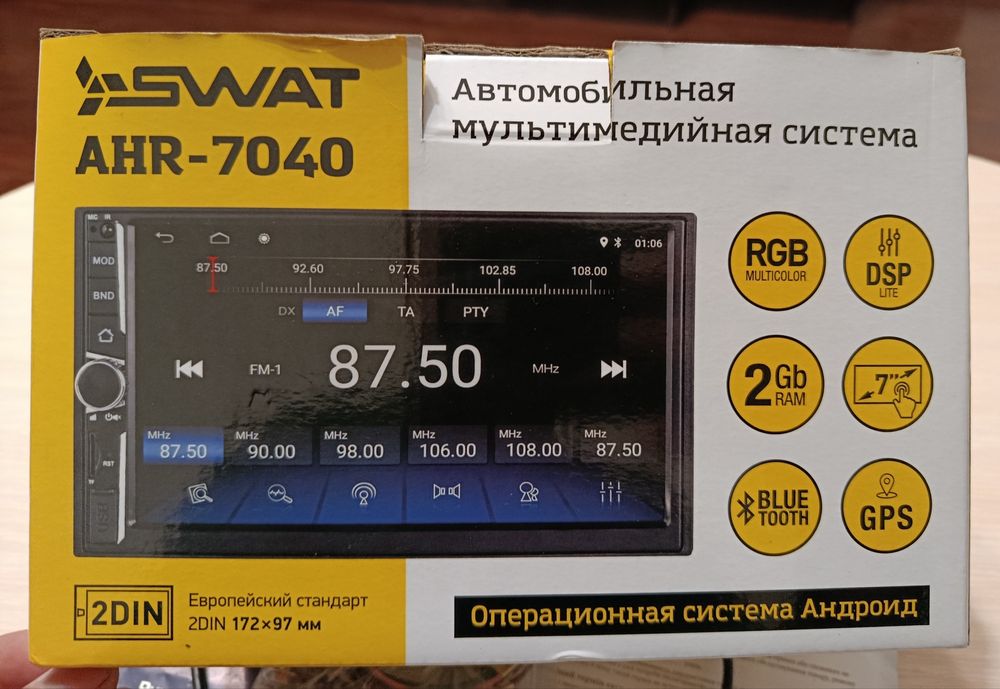 SWAT
AHR-7040
Автомобильная
мультимедийная система
MIC IR
MOD
BND
RST
01:06
87.50 92.60 97.75 102.85 108.00
DX AF TA PTY
FM-1 87.50 MHz
MHz MHz MHz MHz MHz MHz
87.50 90.00 98.00 106.00 108.00 87.50
RGB
MULTICOLOR
DSP
LITE
2 Gb
RAM
7"
BLUE
TOOTH
GPS
2DIN
Европейский стандарт
2DIN 172×97 мм
Операционная система Андроид